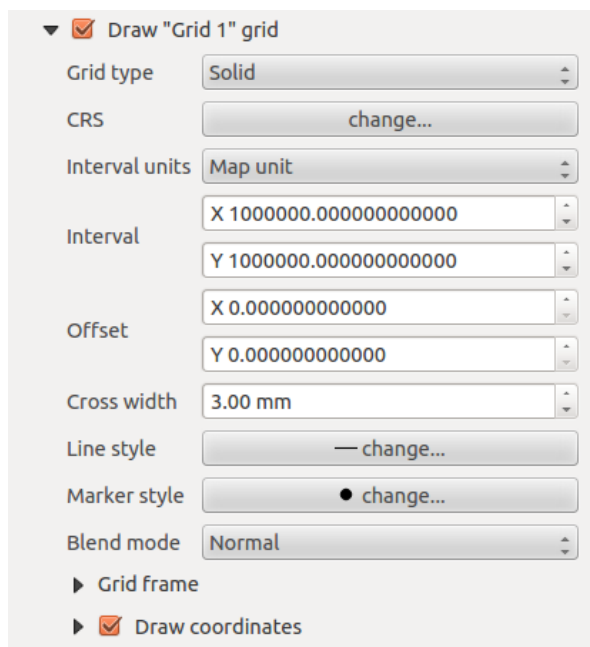 Draw "Grid 1" grid
Grid type Solid
CRS change...
Interval units Map unit
Interval
X 1000000.000000000000
Y 1000000.000000000000
Offset
X 0.000000000000
Y 0.000000000000
Cross width 3.00 mm
Line style change...
Marker style change...
Blend mode Normal
Grid frame
Draw coordinates